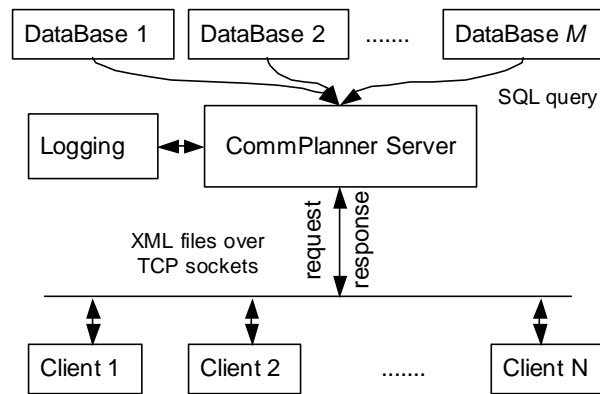 DataBase 1
DataBase 2
.......
DataBase M
SQL query
Logging
CommPlanner Server
XML files over
TCP sockets
request
response
Client 1
Client 2
.......
Client N